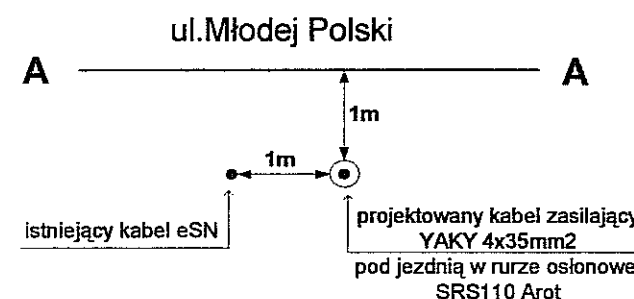 ul.Młodej Polski
A A
1m
1m
istniejący kabel eSN
projektowany kabel zasilający
YAKY 4x35mm2
pod jezdnią w rurze osłonowe
SRS110 Arot